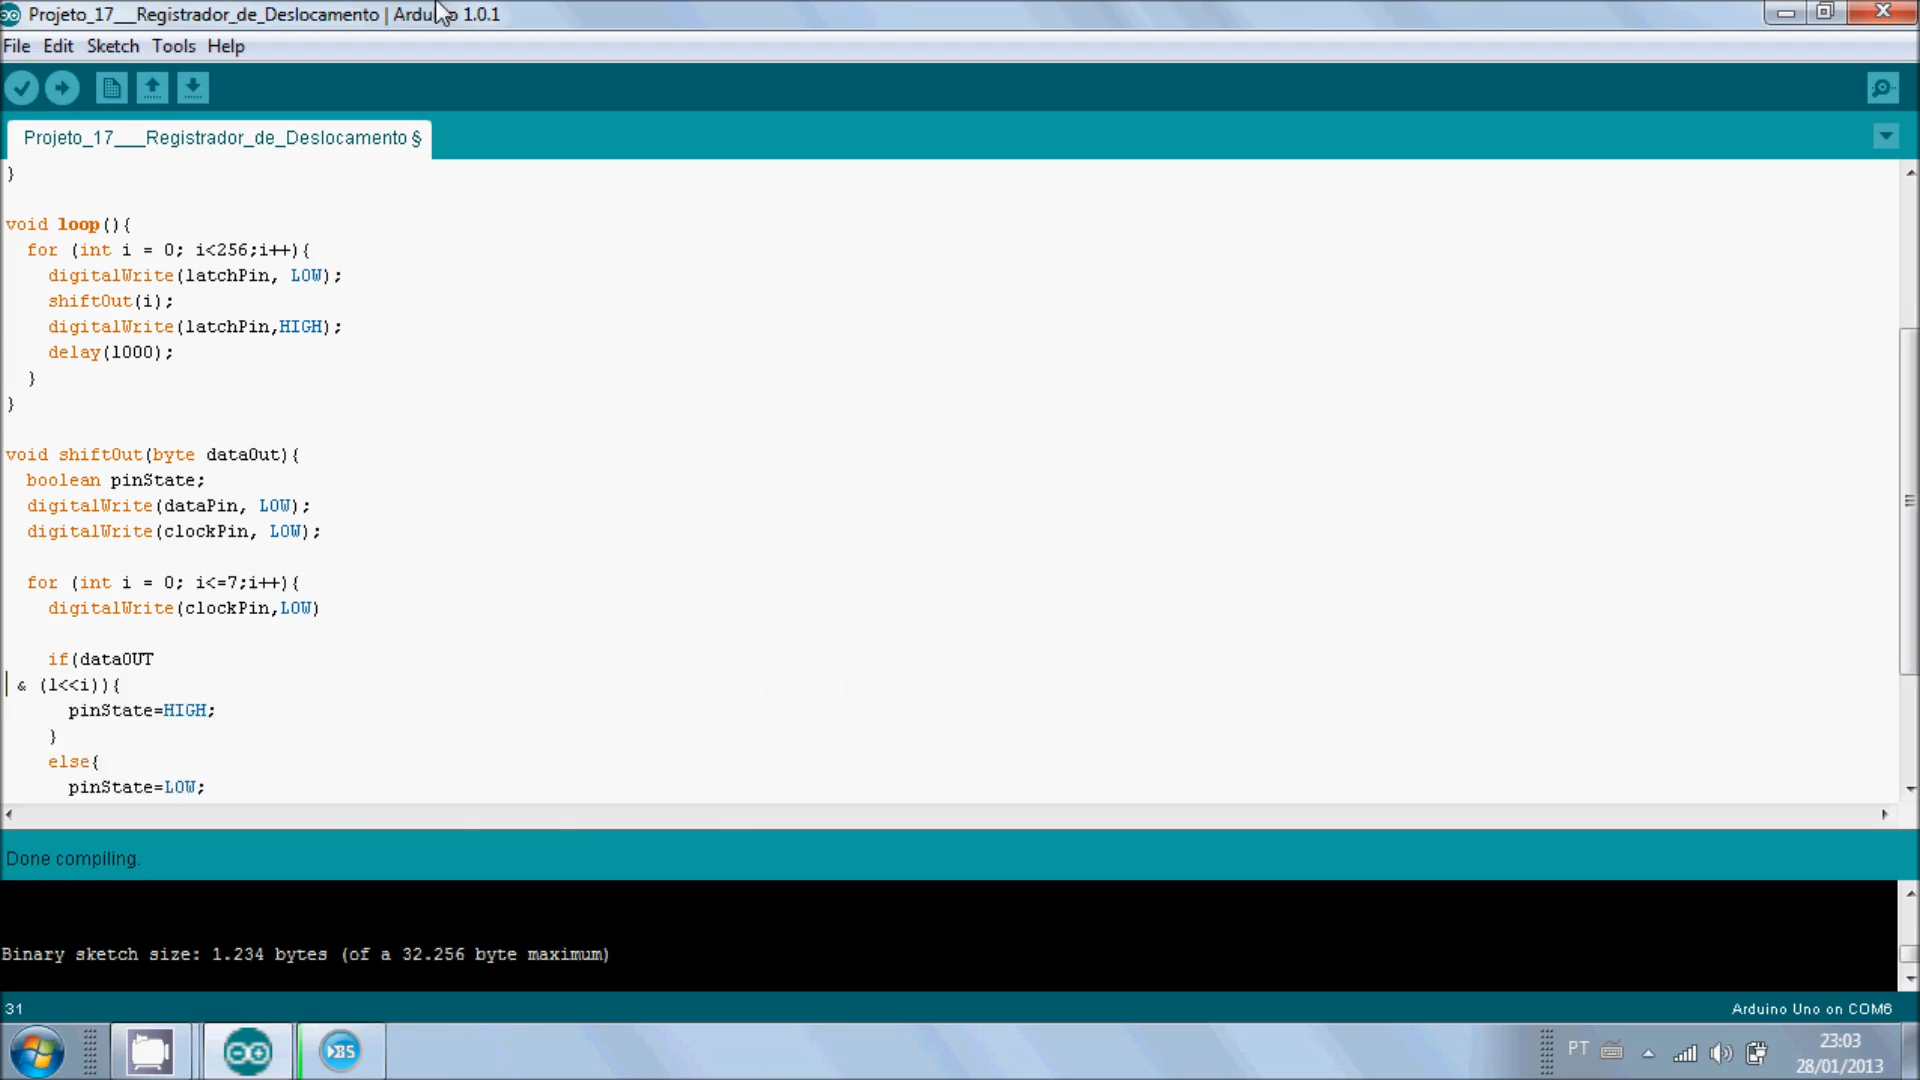 Projeto_17___Registrador_de_Deslocamento | Arduino 1.0.1
File Edit Sketch Tools Help
Projeto_17___Registrador_de_Deslocamento §
}
void loop(){
for (int i = 0; i<256;i++){
digitalWrite(latchPin, LOW);
shiftOut(i);
digitalWrite(latchPin,HIGH);
delay(1000);
}
}
void shiftOut(byte dataOut){
boolean pinState;
digitalWrite(dataPin, LOW);
digitalWrite(clockPin, LOW);
for (int i = 0; i<=7;i++){
digitalWrite(clockPin,LOW)
if(dataOUT
& (1<<i)){
pinState=HIGH;
}
else{
pinState=LOW;
Done compiling.
Binary sketch size: 1.234 bytes (of a 32.256 byte maximum)
31
Arduino Uno on COM6
BS
PT
23:03
28/01/2013